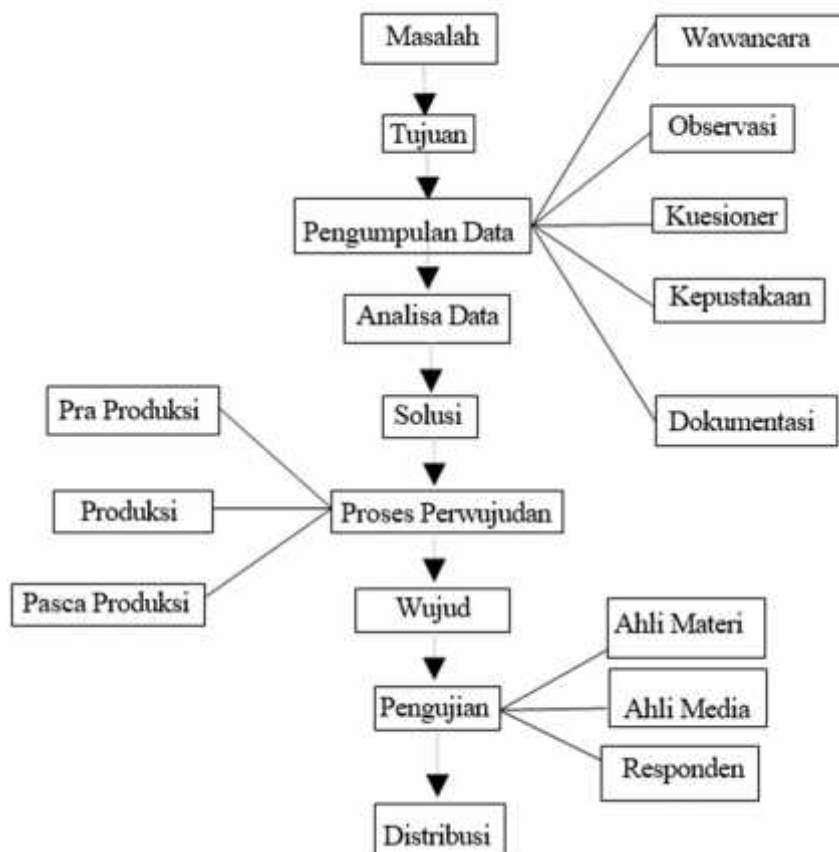 Masalah
Wawancara
Tujuan
Observasi
Pengumpulan Data
Kuesioner
Analisa Data
Kepustakaan
Pra Produksi
Solusi
Dokumentasi
Produksi
Proses Perwujudan
Pasca Produksi
Wujud
Ahli Materi
Pengujian
Ahli Media
Responden
Distribusi